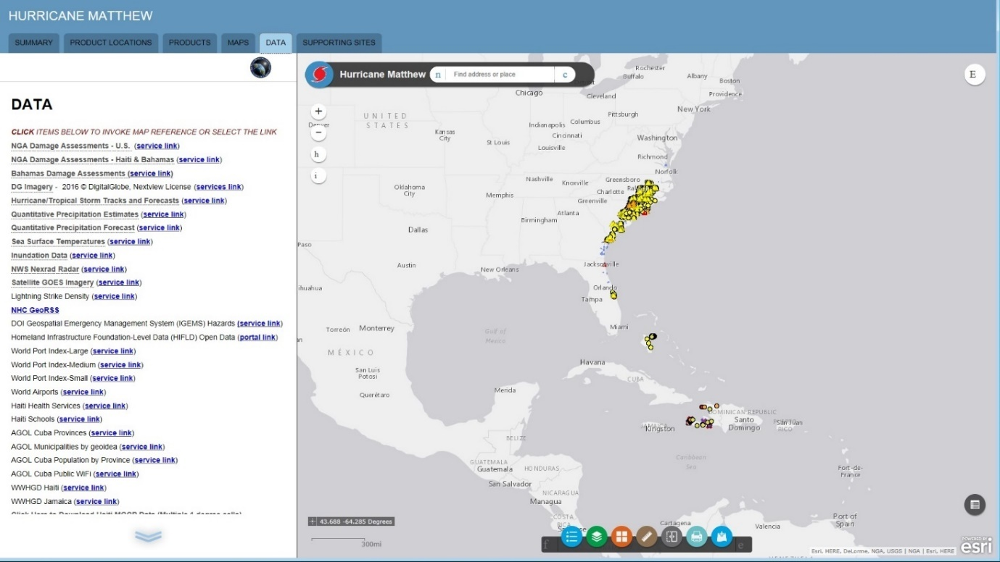 HURRICANE MATTHEW
SUMMARY
PRODUCT LOCATIONS
PRODUCTS
MAPS
DATA
SUPPORTING SITES
DATA
CLICK ITEMS BELOW TO INVOKE MAP REFERENCE OR SELECT THE LINK
NGA Damage Assessments - U.S. (service link)
NGA Damage Assessments - Haiti & Bahamas (service link)
Bahamas Damage Assessments (service link)
DG Imagery - 2016 © DigitalGlobe, Nextview License (services link)
Hurricane/Tropical Storm Tracks and Forecasts (service link)
Quantitative Precipitation Estimates (service link)
Quantitative Precipitation Forecast (service link)
Sea Surface Temperatures (service link)
Inundation Data (service link)
NWS Nexrad Radar (service link)
Satellite GOES Imagery (service link)
Lightning Strike Density (service link)
NHC GeoRSS
DOI Geospatial Emergency Management System (IGEMS) Hazards (service link)
Homeland Infrastructure Foundation-Level Data (HIFLD) Open Data (portal link)
World Port Index-Large (service link)
World Port Index-Medium (service link)
World Port Index-Small (service link)
World Airports (service link)
Haiti Health Services (service link)
Haiti Schools (service link)
AGOL Cuba Provinces (service link)
AGOL Municipalities by geoidea (service link)
AGOL Cuba Population by Province (service link)
AGOL Cuba Public WiFi (service link)
WWHGD Haiti (service link)
WWHGD Jamaica (service link)
Hurricane Matthew
n
Find address or place
c
E
+
−
h
i
Rochester
Buffalo
Albany
Boston
Providence
Chicago
Cleveland
New York
Pittsburgh
UNITED
STATES
Denver
Kansas
City
Indianapolis
Columbus
Cincinnati
St Louis
Louisville
Washington
Richmond
Norfolk
Nashville
Knoxville
Greensboro
Charlotte
Greenville
Oklahoma
City
Memphis
Atlanta
Birmingham
Dallas
Paso
Austin
New Orleans
Jacksonville
ihuahua
Orlando
Tampa
Torreón
Monterrey
Gulf of
Mexico
Miami
MÉXICO
Havana
San Luis
Potosi
CUBA
Querétaro
Merida
DOMINICAN REPUBLIC
Santo
Domingo
San Juan
PUERTO
RICO
JAMAICA
Kingston
BELIZE
GUATEMALA
Guatemala
HONDURAS
Caribbean
Sea
Fort-de-
France
San Salvador
NICARAGUA
Managua
COSTA
RICA
Cartagena
Valencia
Port of
Spain
43.688 -64.285 Degrees
300mi
f
e
Esri, HERE, DeLorme, NGA, USGS | NGA | Esri, HERE
POWERED BY
esri